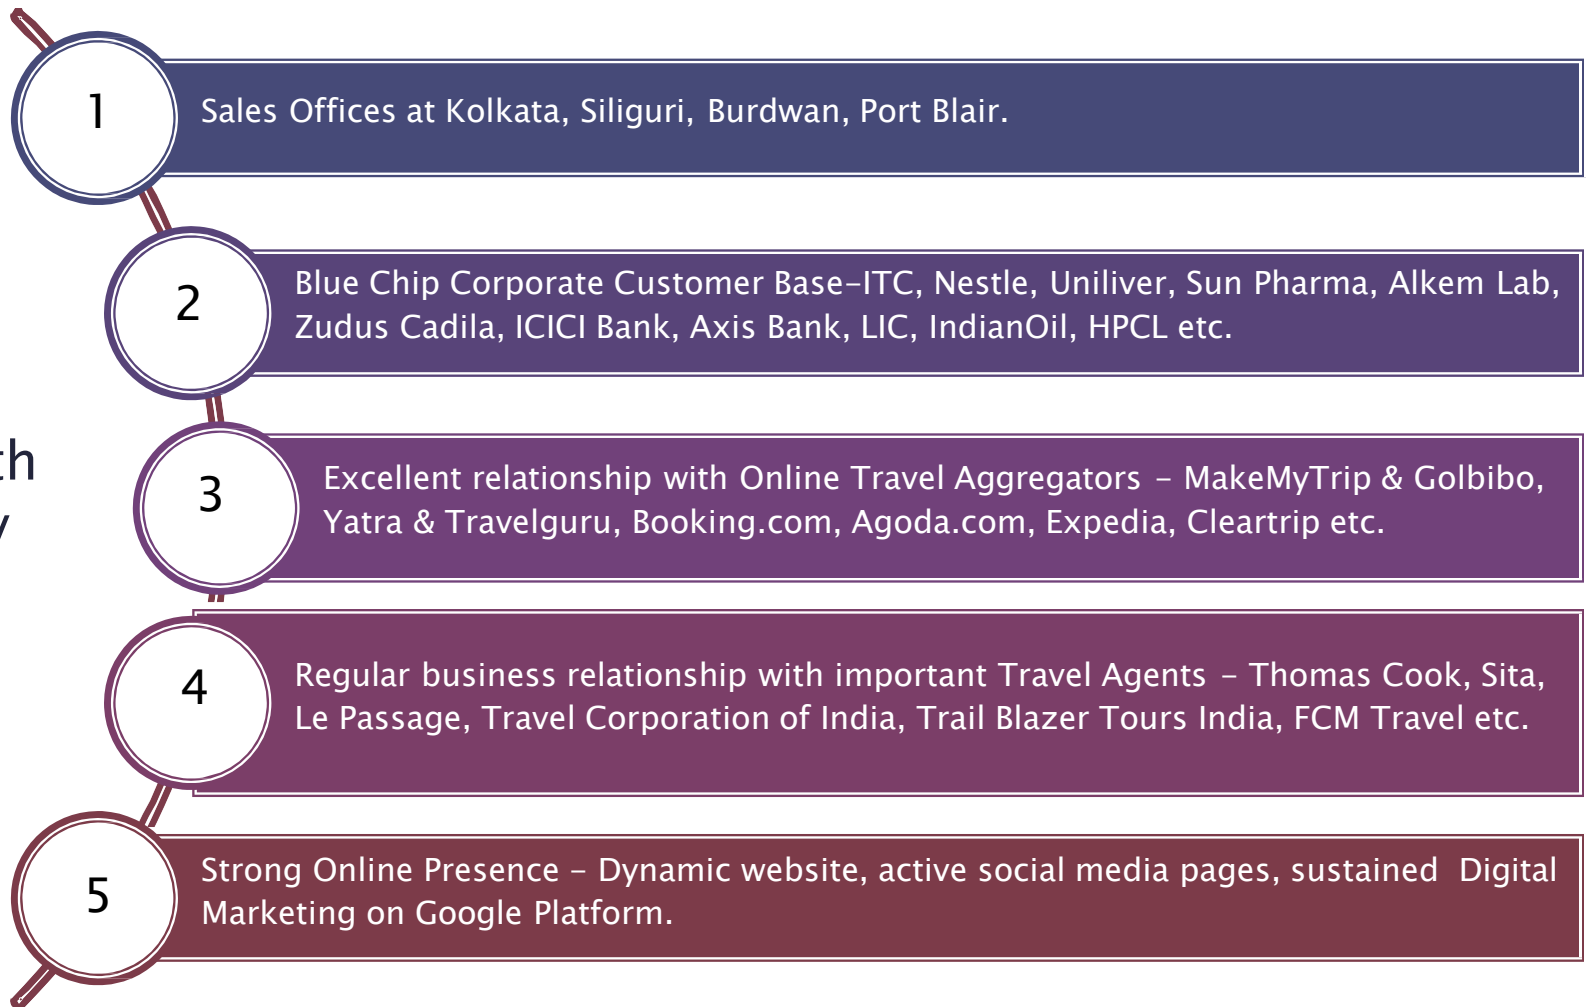 1
Sales Offices at Kolkata, Siliguri, Burdwan, Port Blair.
2
Blue Chip Corporate Customer Base-ITC, Nestle, Uniliver, Sun Pharma, Alkem Lab,
Zudus Cadila, ICICI Bank, Axis Bank, LIC, IndianOil, HPCL etc.
3
Excellent relationship with Online Travel Aggregators – MakeMyTrip & Golbibo,
Yatra & Travelguru, Booking.com, Agoda.com, Expedia, Cleartrip etc.
4
Regular business relationship with important Travel Agents – Thomas Cook, Sita,
Le Passage, Travel Corporation of India, Trail Blazer Tours India, FCM Travel etc.
5
Strong Online Presence – Dynamic website, active social media pages, sustained  Digital
Marketing on Google Platform.